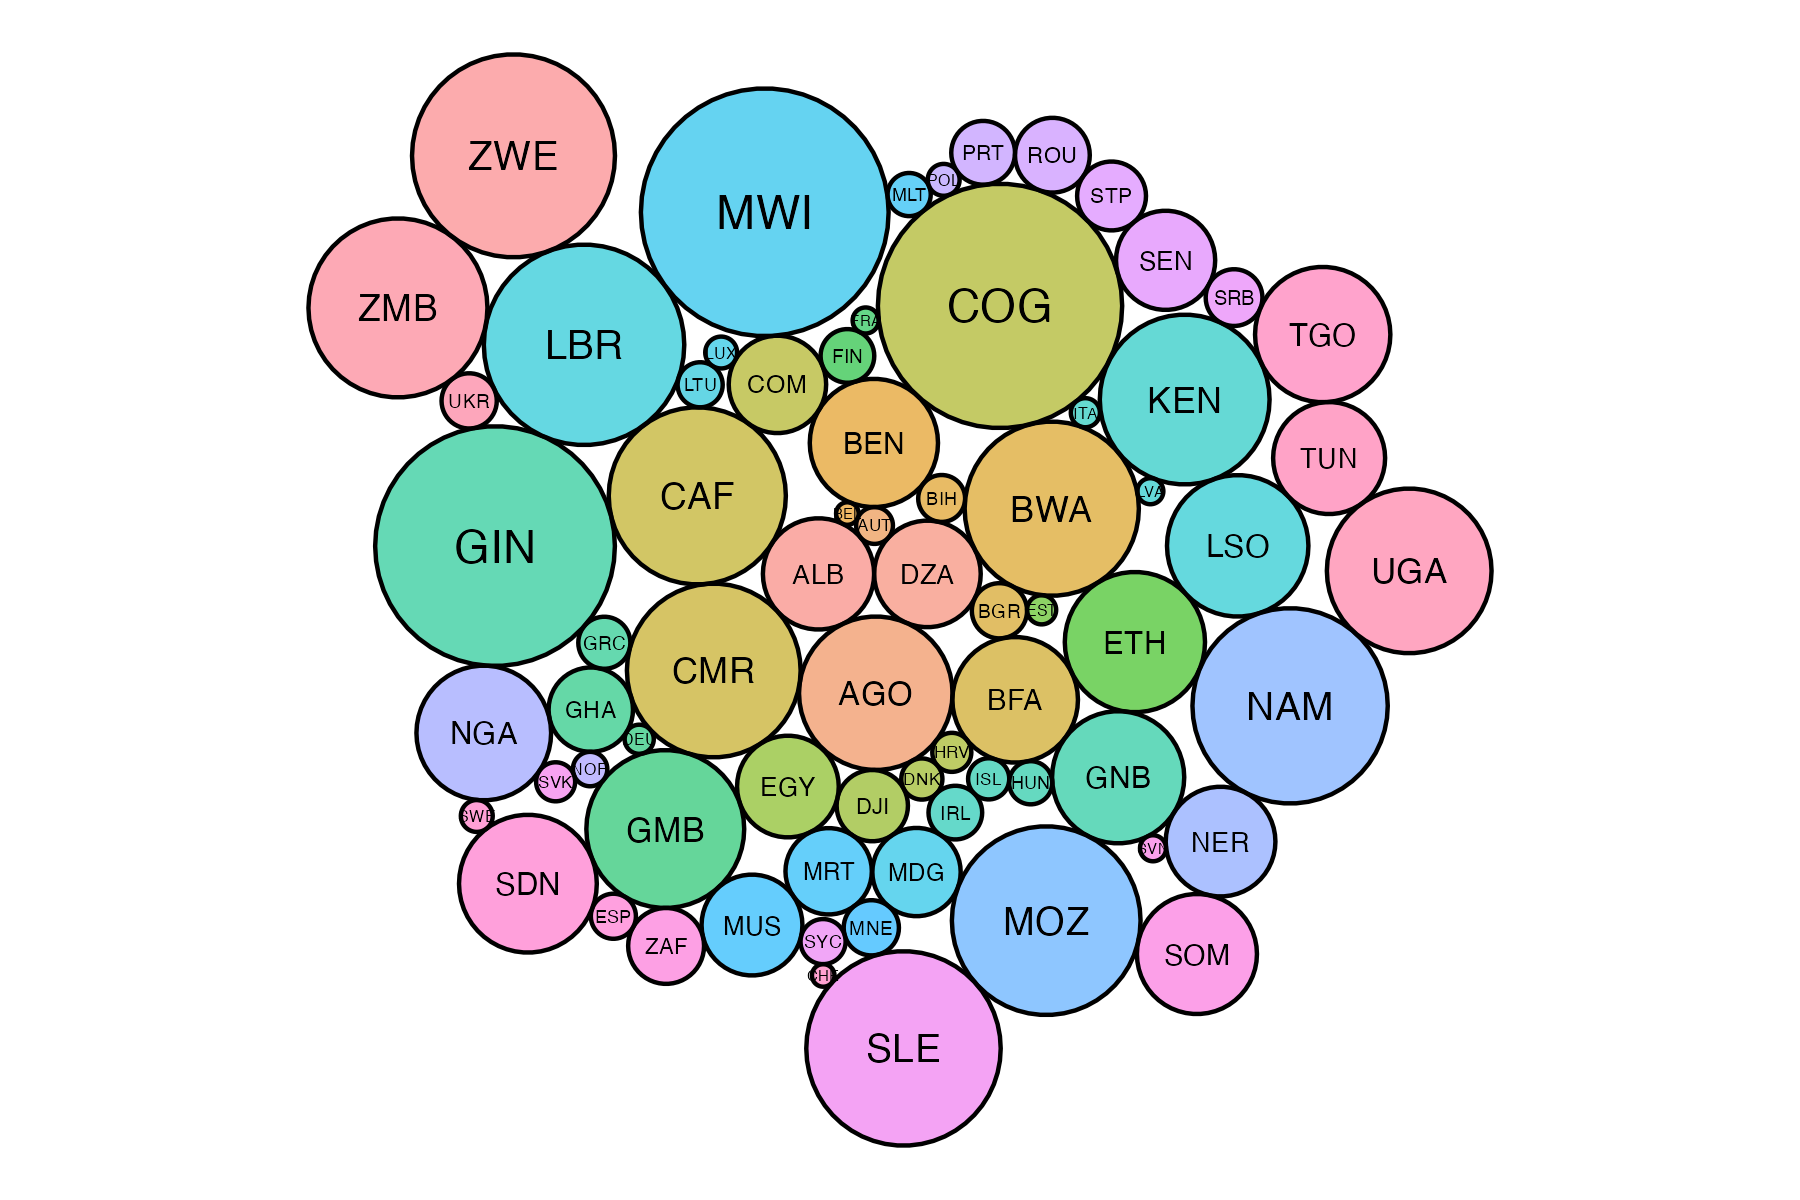 ZWE
MWI
PRT
ROU
POL
MLT
STP
SEN
SRB
ZMB
LBR
COG
TGO
FRA
FIN
LUX
LTU
COM
UKR
KEN
ITA
BEN
TUN
CAF
BIH
BWA
LVA
GIN
BEL
AUT
LSO
UGA
ALB
DZA
BGR
EST
ETH
GRC
CMR
AGO
BFA
NAM
GHA
NGA
DEU
HRV
SVK
NOR
EGY
DNK
ISL
HUN
GNB
DJI
IRL
SWE
GMB
NER
SVN
SDN
MRT
MDG
ESP
ZAF
MUS
SYC
MNE
MOZ
SOM
CHE
SLE